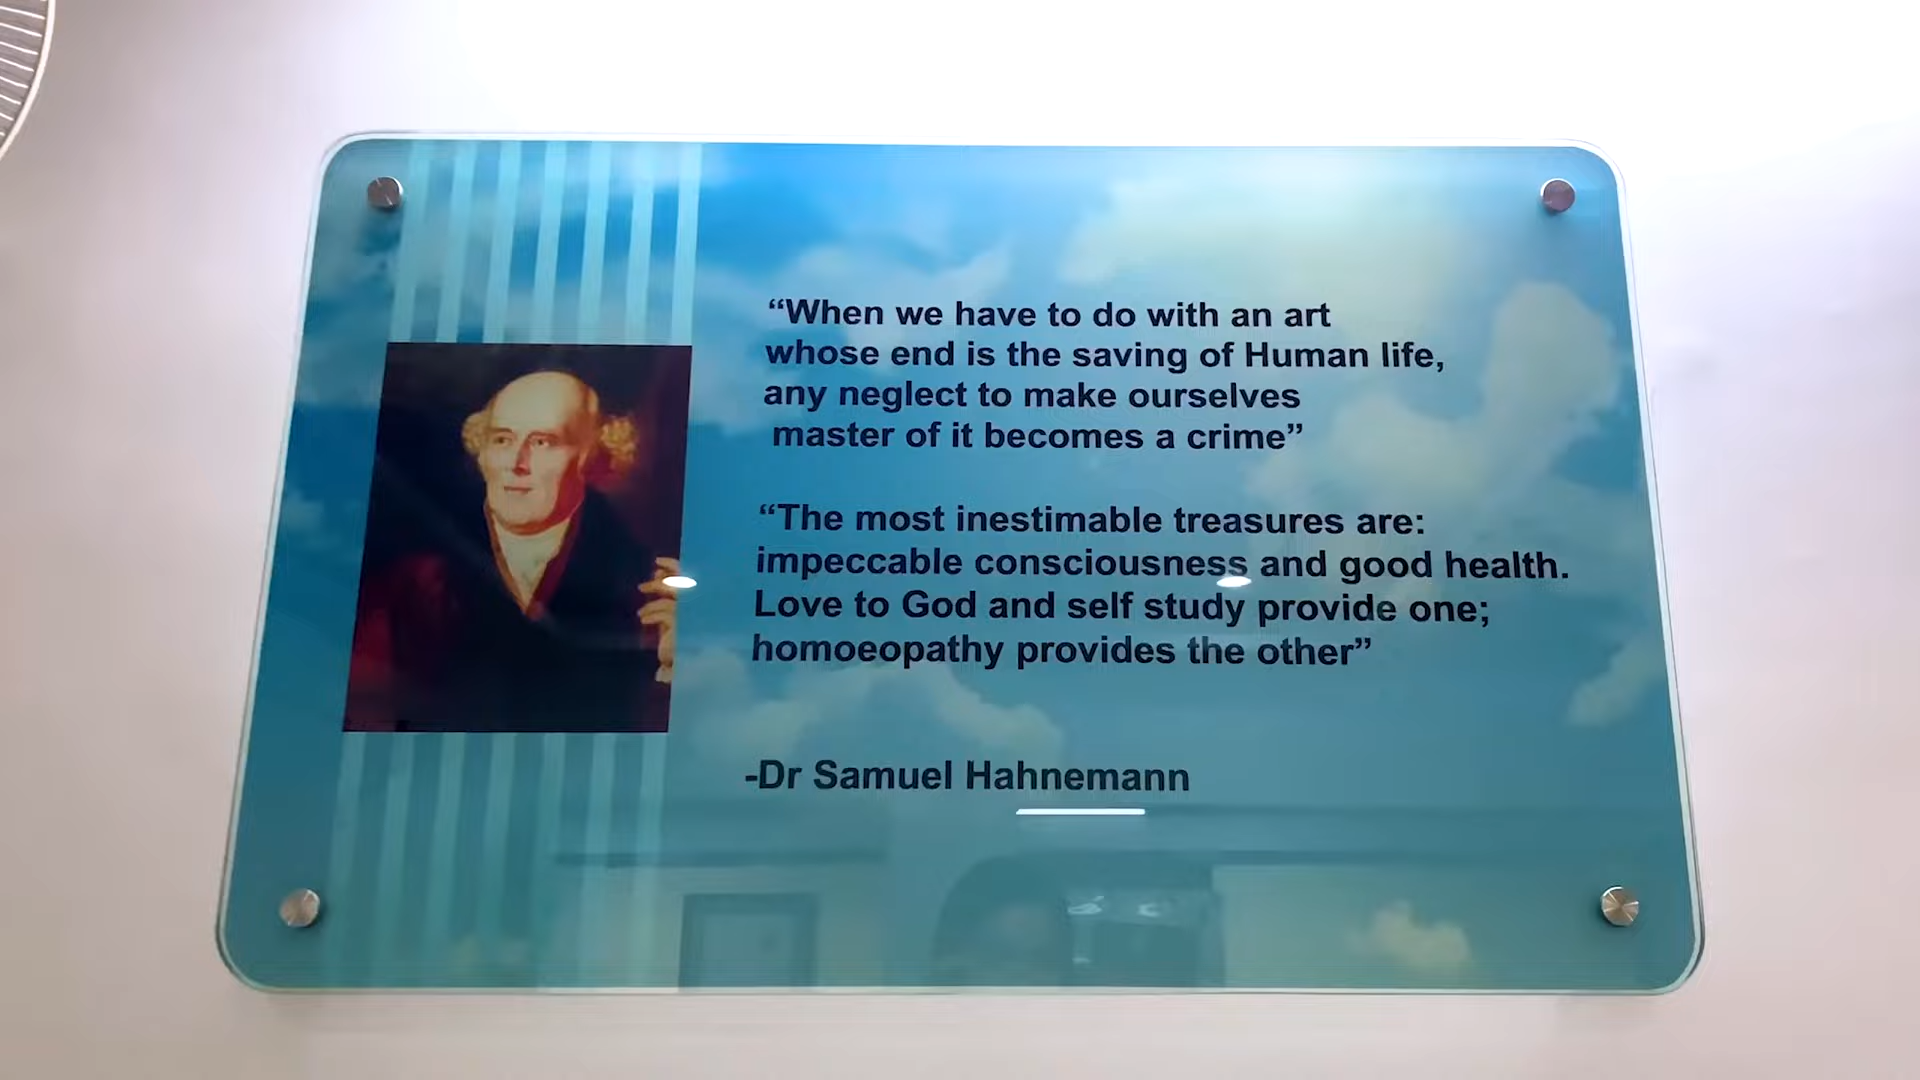 “When we have to do with an art
whose end is the saving of Human life,
any neglect to make ourselves
master of it becomes a crime”
“The most inestimable treasures are:
impeccable consciousness and good health.
Love to God and self study provide one;
homoeopathy provides the other”
-Dr Samuel Hahnemann